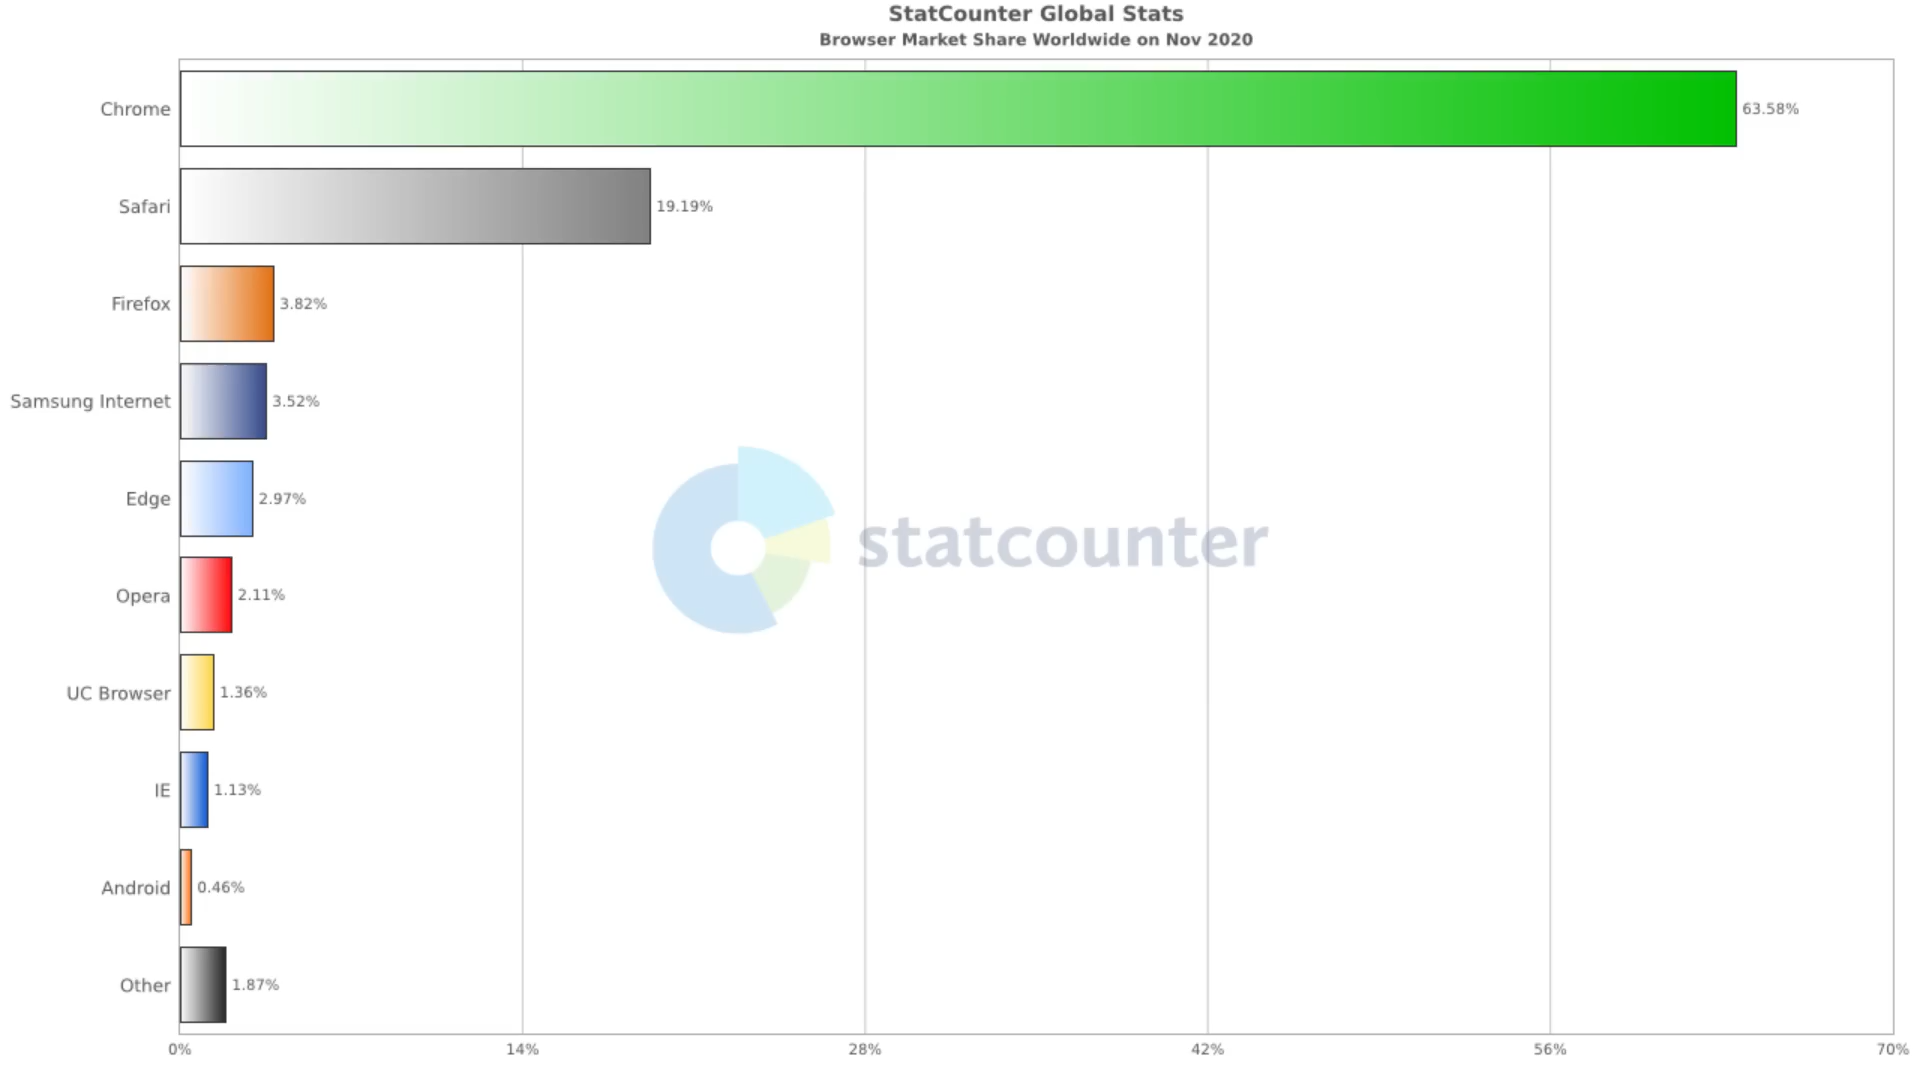 StatCounter Global Stats
Browser Market Share Worldwide on Nov 2020
Chrome 63.58%
Safari 19.19%
Firefox 3.82%
Samsung Internet 3.52%
Edge 2.97%
statcounter
Opera 2.11%
UC Browser 1.36%
IE 1.13%
Android 0.46%
Other 1.87%
0% 14% 28% 42% 56% 70%